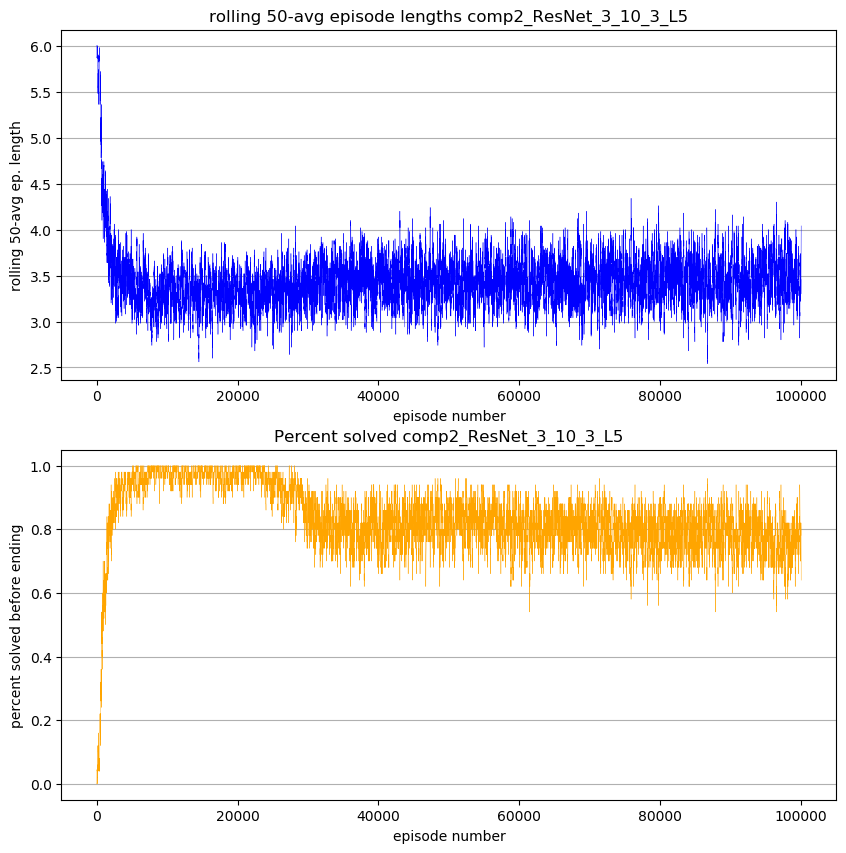 rolling 50-avg episode lengths comp2_ResNet_3_10_3_L5
rolling 50-avg ep. length
6.0
5.5
5.0
4.5
4.0
3.5
3.0
2.5
0 20000 40000 60000 80000 100000
episode number
Percent solved comp2_ResNet_3_10_3_L5
percent solved before ending
1.0
0.8
0.6
0.4
0.2
0.0
0 20000 40000 60000 80000 100000
episode number